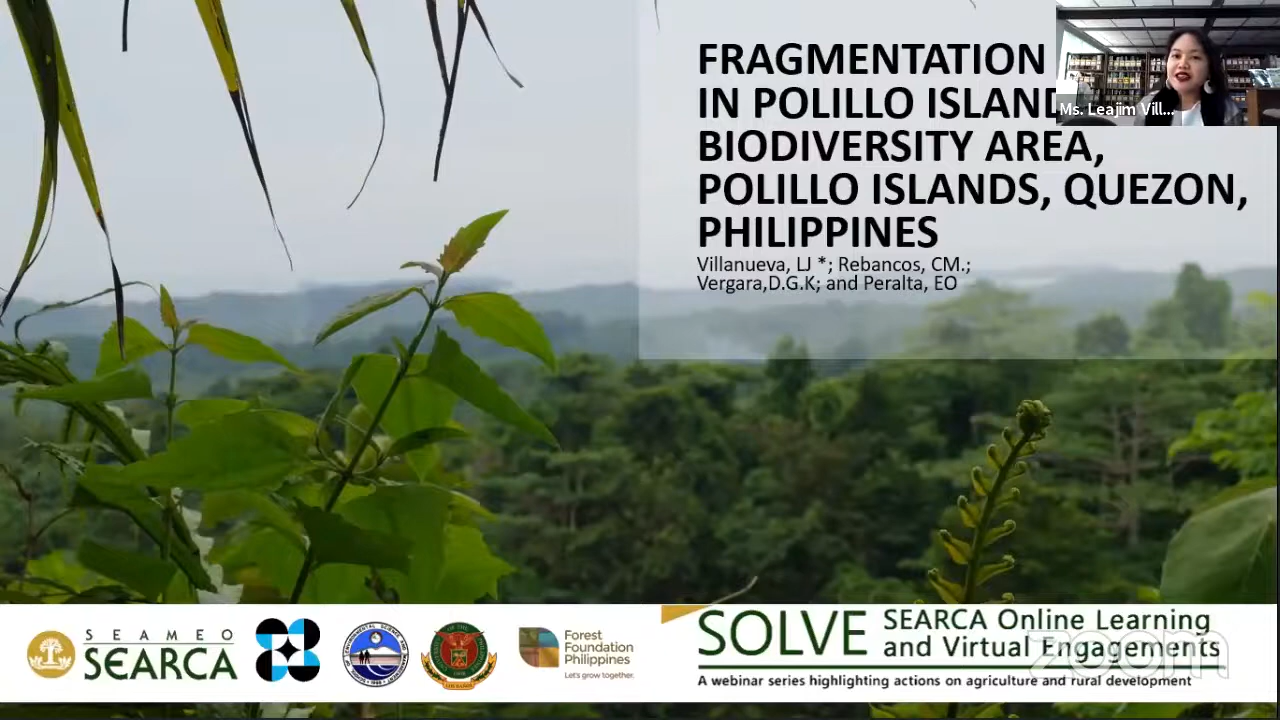 FRAGMENTATION
IN POLILLO ISLAND
BIODIVERSITY AREA,
POLILLO ISLANDS, QUEZON,
PHILIPPINES
Villanueva, LJ *; Rebancos, CM.;
Vergara,D.G.K; and Peralta, EO
Ms. Leajim Vill...
SEAMEO
SEARCA
Forest
Foundation
Philippines
Let's grow together.
SOLVE
SEARCA Online Learning
and Virtual Engagements
A webinar series highlighting actions on agriculture and rural development
zoom